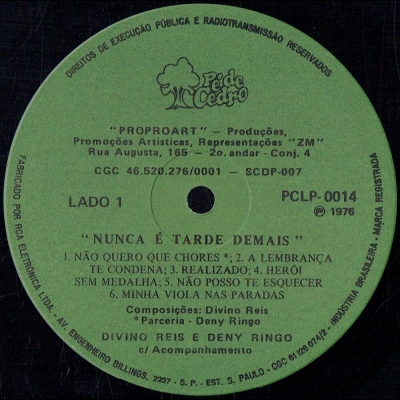 DIREITOS DE EXECUÇÃO PÚBLICA E RADIOTRANSMISSÃO RESERVADOS
Pé de
Cedro
"PROPROART" — Produções,
Promoções Artísticas, Representações "ZM"
Rua Augusta, 165 — 2o. andar - Conj. 4
CGC 46.520.276/0001 — SCDP-007
LADO 1
PCLP-0014
Ⓟ 1976
"NUNCA É TARDE DEMAIS"
1. NÃO QUERO QUE CHORES *; 2. A LEMBRANÇA
TE CONDENA; 3. REALIZADO; 4. HERÓI
SEM MEDALHA; 5. NÃO POSSO TE ESQUECER
6. MINHA VIOLA NAS PARADAS
Composições: Divino Reis
*Parceria - Deny Ringo
DIVINO REIS E DENY RINGO
c/ Acompanhamento
FABRICADO POR RCA ELETRÔNICA LTDA. - AV. ENGENHEIRO BILLINOS, 2227 - S. P. - EST. S. PAULO - CGC 61 126 074/2 - INDÚSTRIA BRASILEIRA - MARCA REGISTRADA